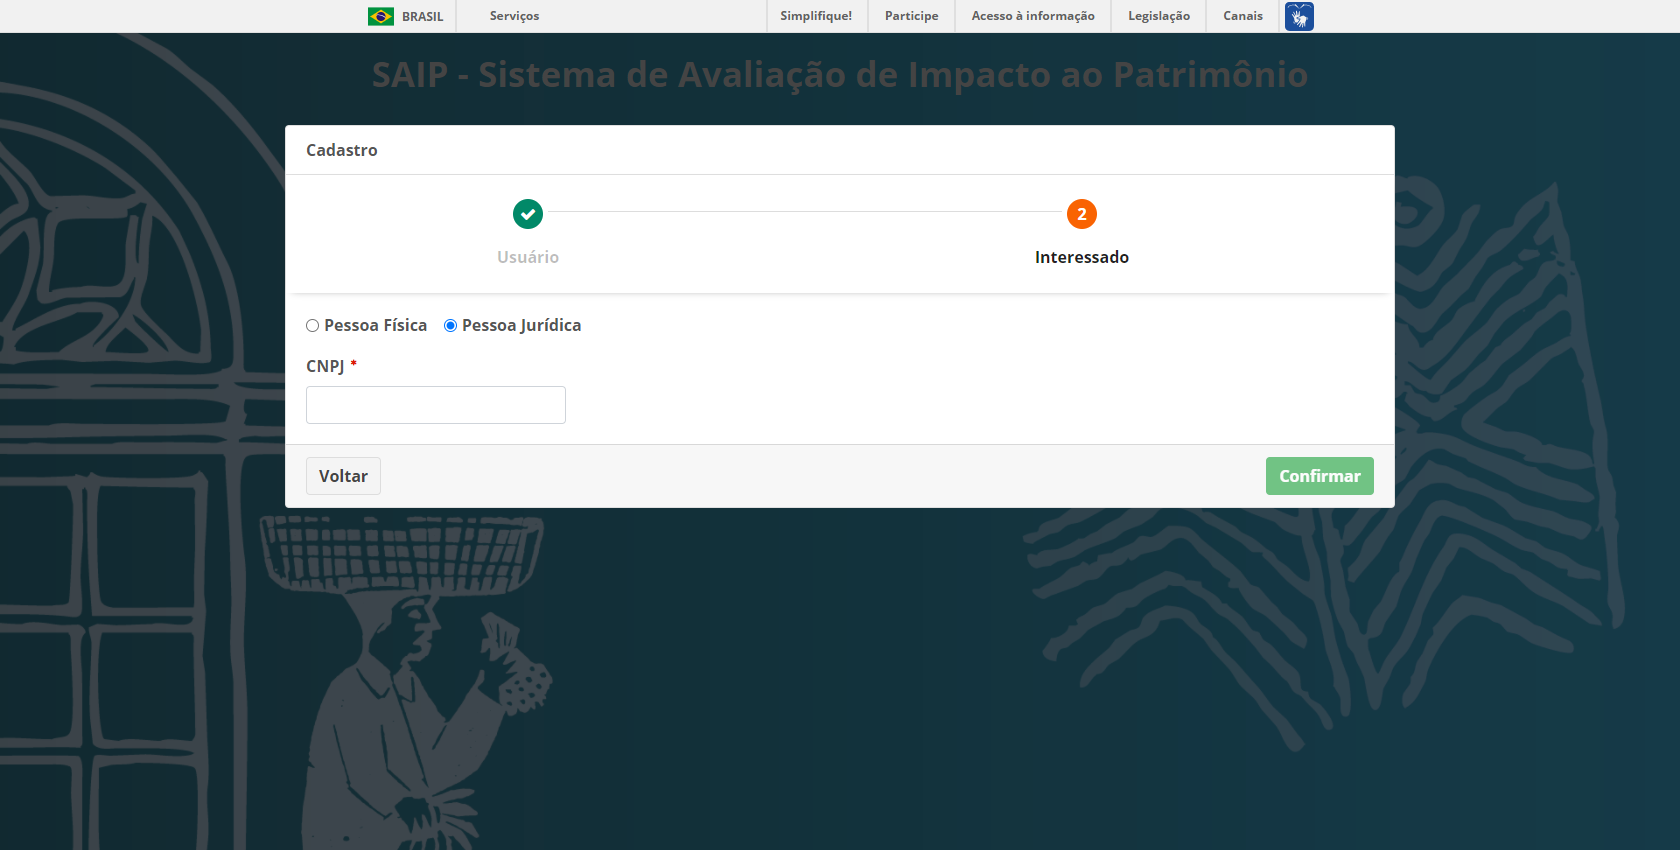 BRASIL Serviços Simplifique! Participe Acesso à informação Legislação Canais
SAIP - Sistema de Avaliação de Impacto ao Patrimônio
Cadastro
2
Usuário Interessado
Pessoa Física Pessoa Jurídica
CNPJ *
Voltar Confirmar